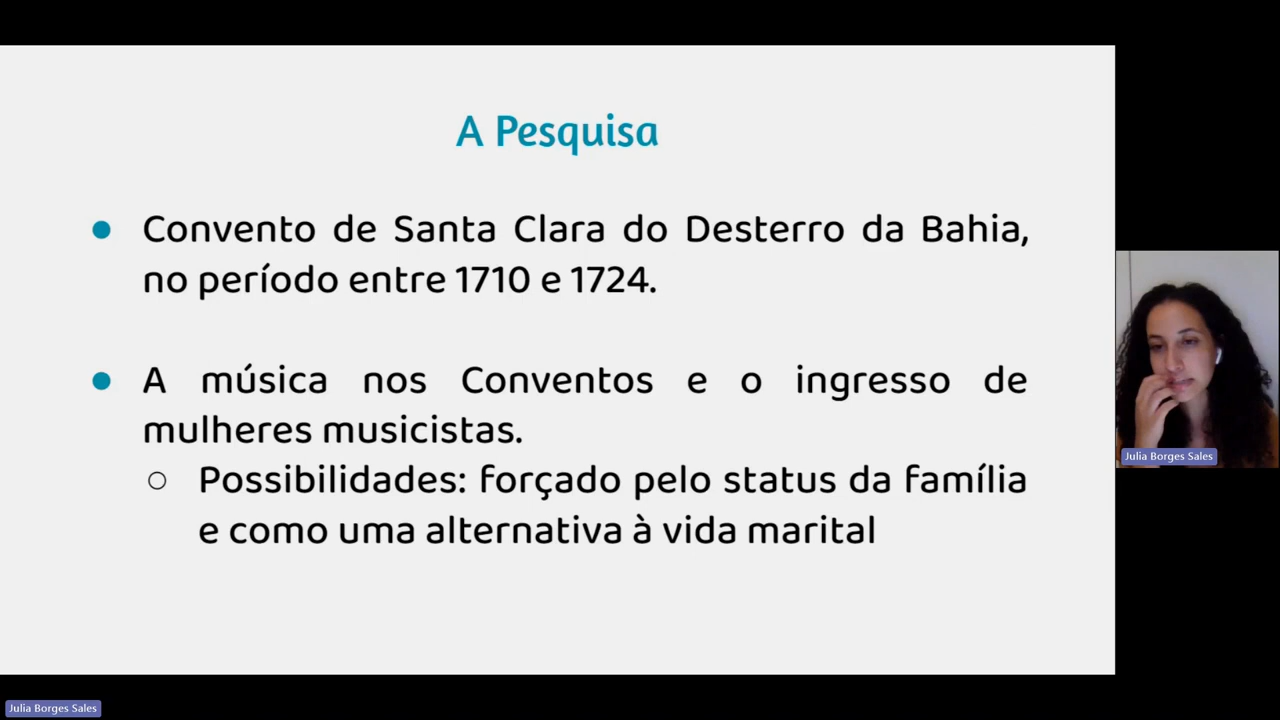 A Pesquisa
● Convento de Santa Clara do Desterro da Bahia,
no período entre 1710 e 1724.
● A música nos Conventos e o ingresso de
mulheres musicistas.
○ Possibilidades: forçado pelo status da família
e como uma alternativa à vida marital
Julia Borges Sales
Julia Borges Sales